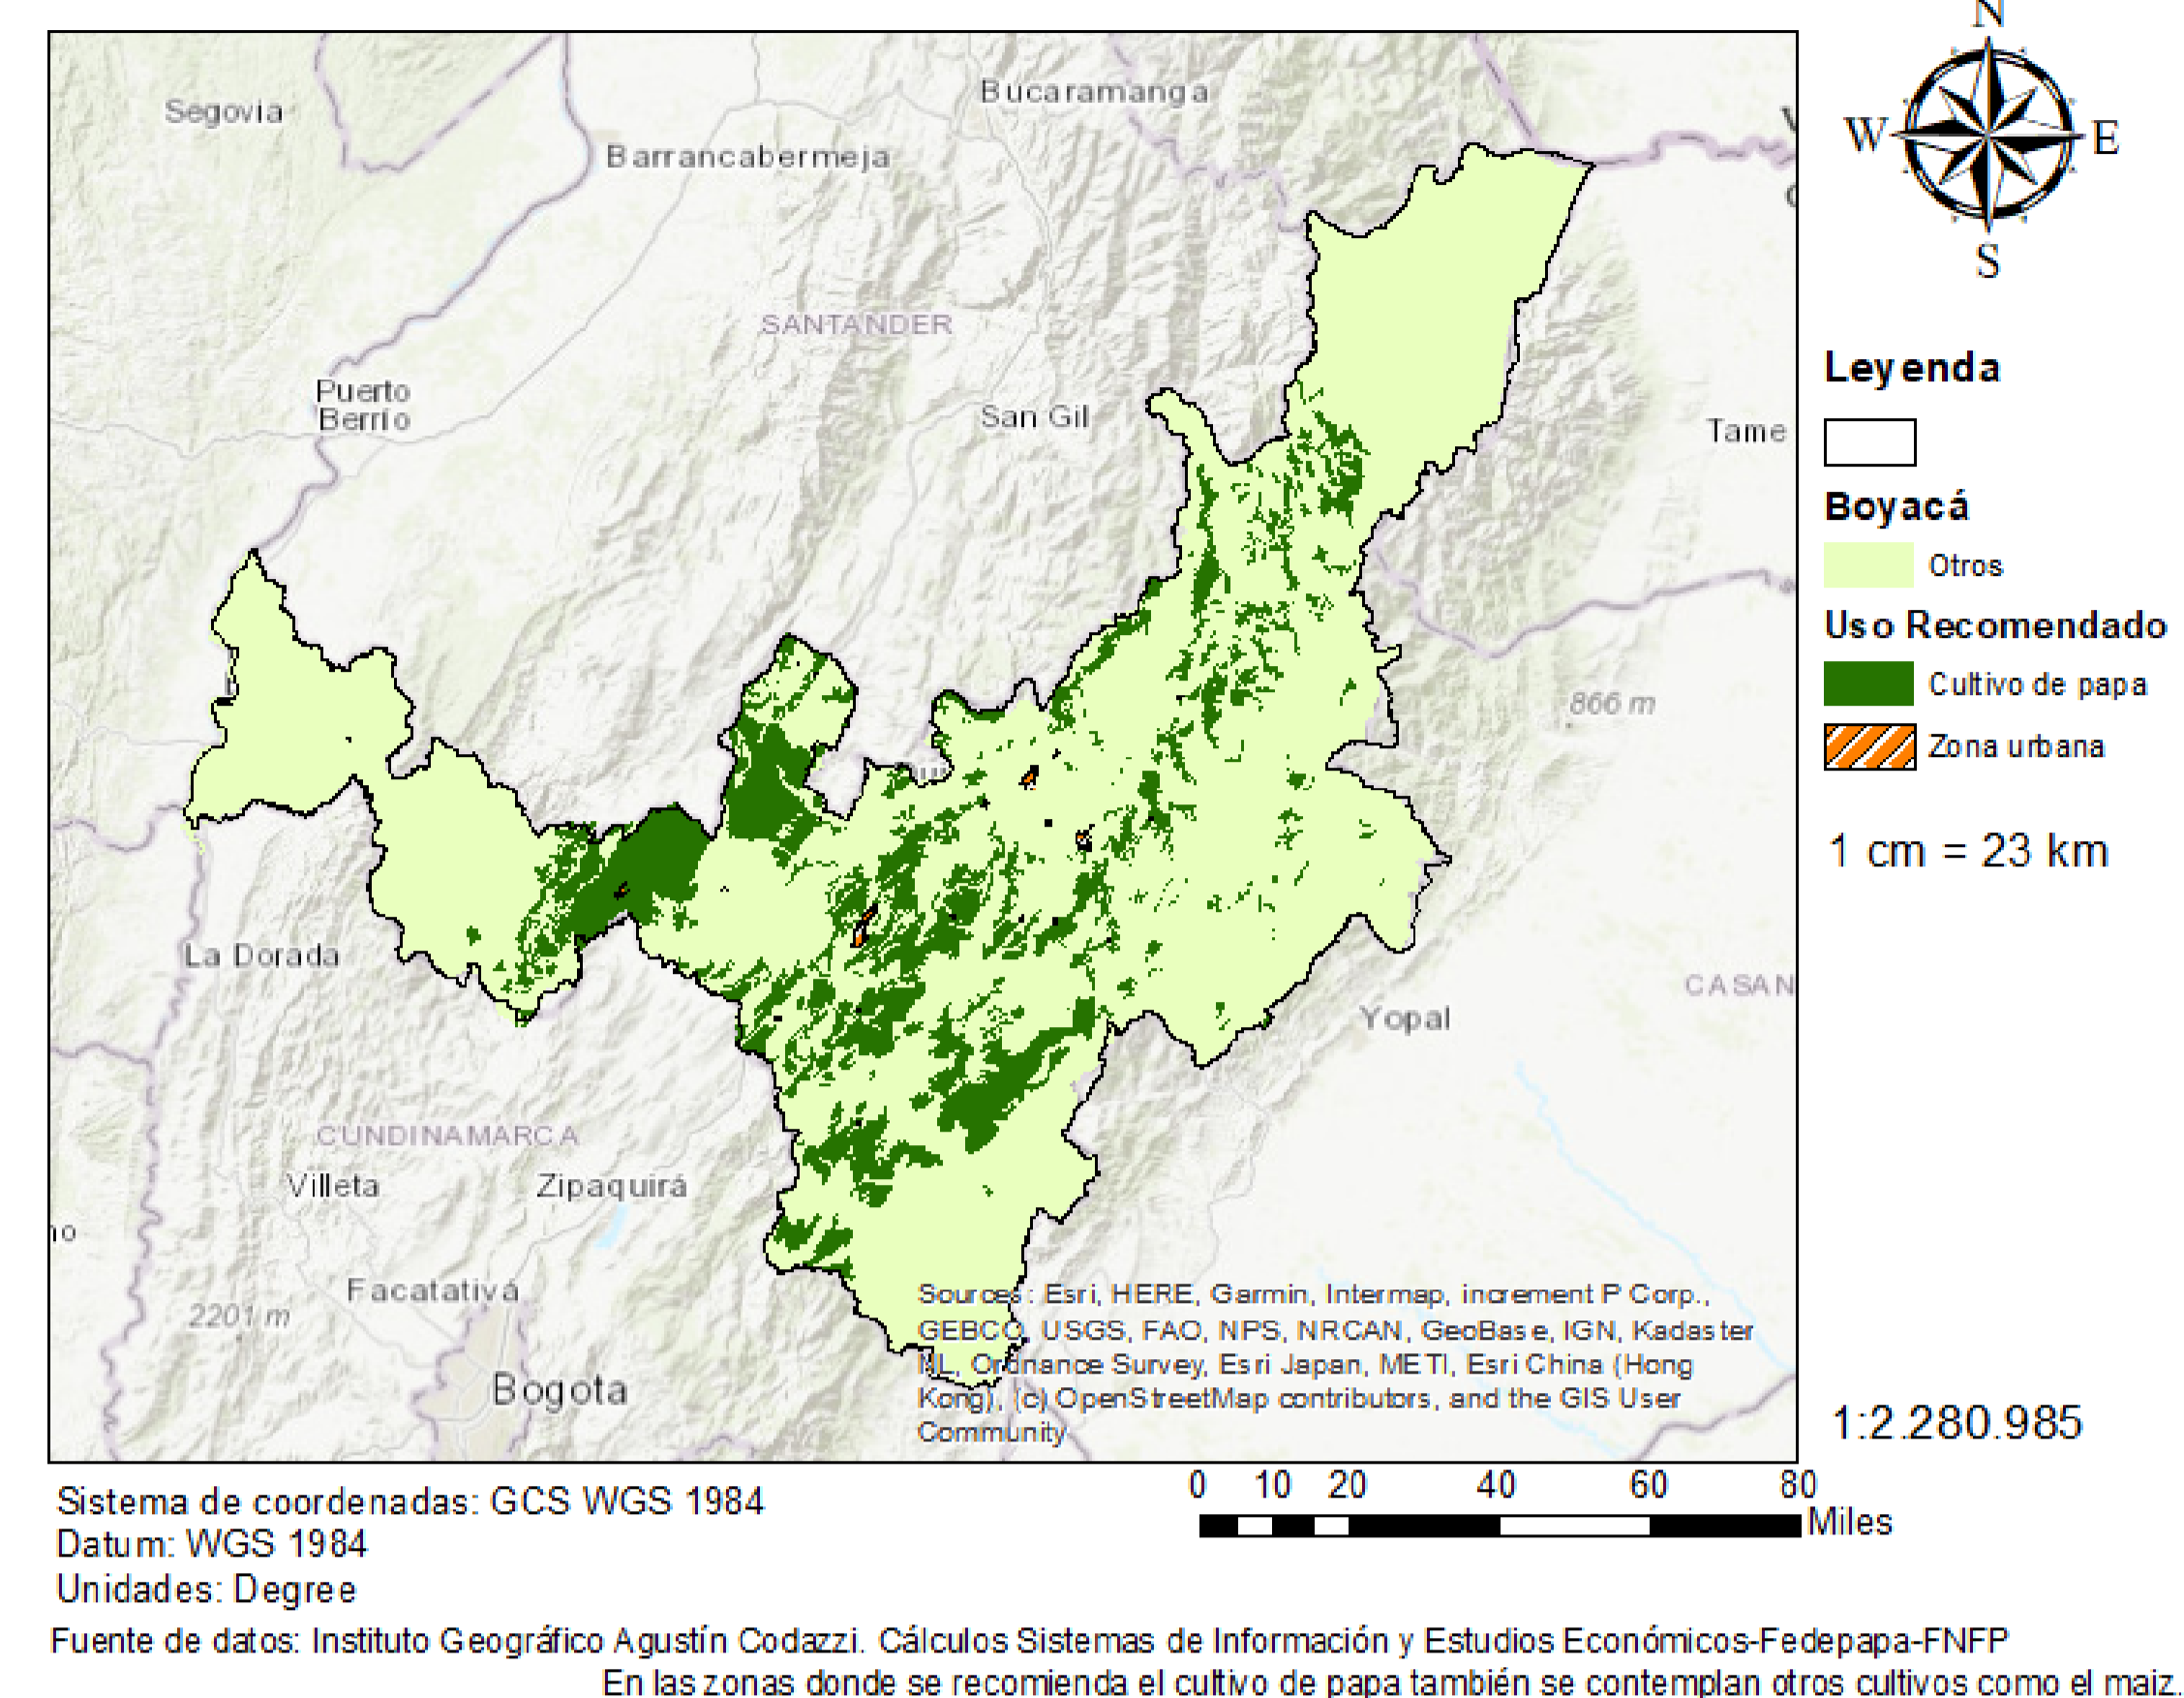 N
W
E
S
Segovia
Bucaramanga
Barrancabermeja
SANTANDER
Puerto
Berrío
San Gil
Tame
866 m
La Dorada
Yopal
CASAN
CUNDINAMARCA
Villeta
Zipaquirá
Facatativá
2201 m
Bogota
Sources: Esri, HERE, Garmin, Intermap, increment P Corp.,
GEBCO, USGS, FAO, NPS, NRCAN, GeoBase, IGN, Kadaster
NL, Ordnance Survey, Esri Japan, METI, Esri China (Hong
Kong), (c) OpenStreetMap contributors, and the GIS User
Community
Leyenda
Boyacá
Otros
Uso Recomendado
Cultivo de papa
Zona urbana
1 cm = 23 km
1:2.280.985
0 10 20 40 60 80
Miles
Sistema de coordenadas: GCS WGS 1984
Datum: WGS 1984
Unidades: Degree
Fuente de datos: Instituto Geográfico Agustín Codazzi. Cálculos Sistemas de Información y Estudios Económicos-Fedepapa-FNFP
En las zonas donde se recomienda el cultivo de papa también se contemplan otros cultivos como el maiz.